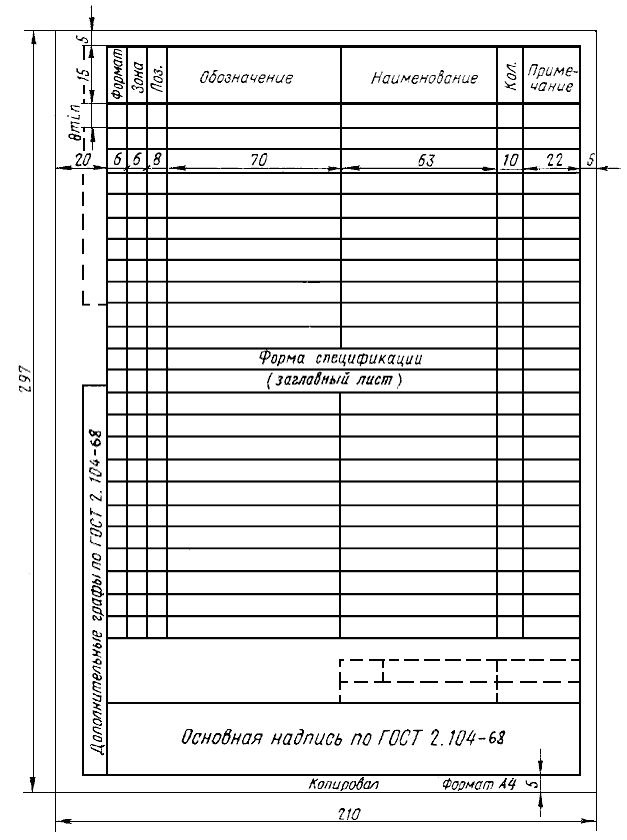 5
15
8min
Формат
Зона
Поз.
Обозначение
Наименование
Кол.
Приме-
чание
20
6
6
8
70
63
10
22
5
297
Форма спецификации
(заглавный лист)
Дополнительные графы по ГОСТ 2.104-68
Основная надпись по ГОСТ 2.104-68
Копировал
Формат А4
5
210